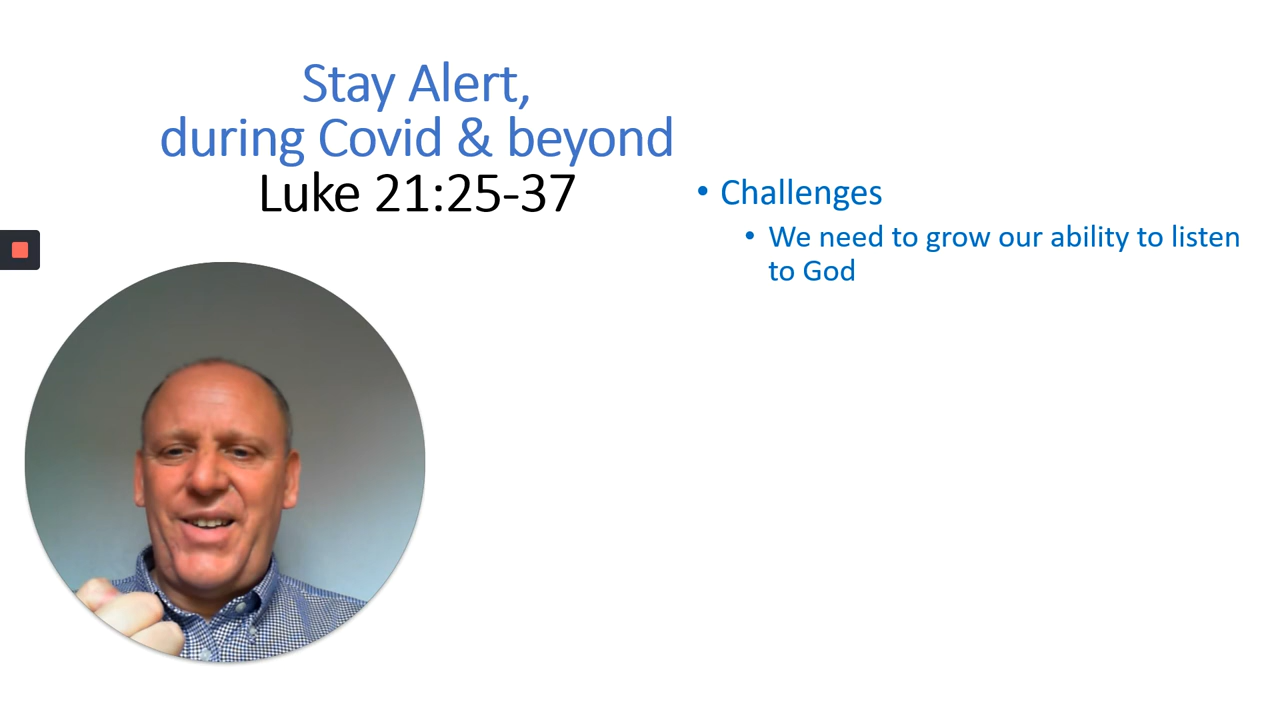 Stay Alert,
during Covid & beyond
Luke 21:25-37
• Challenges
• We need to grow our ability to listen
to God